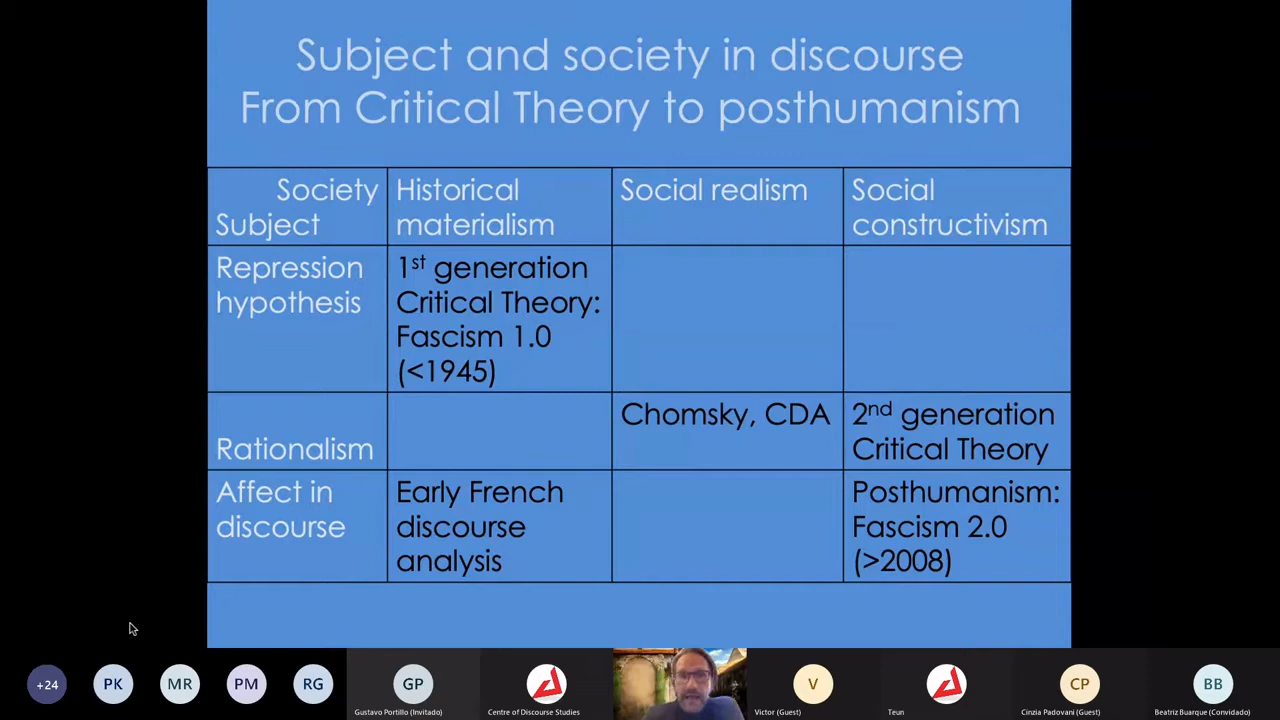 Subject and society in discourse
From Critical Theory to posthumanism
Society
Subject
Historical
materialism
Social realism
Social
constructivism
Repression
hypothesis
1st generation
Critical Theory:
Fascism 1.0
(<1945)
Rationalism
Chomsky, CDA
2nd generation
Critical Theory
Affect in
discourse
Early French
discourse
analysis
Posthumanism:
Fascism 2.0
(>2008)
+24
PK
MR
PM
RG
GP
Gustavo Portillo (Invitado)
Centre of Discourse Studies
V
Victor (Guest)
Teun
CP
Cinzia Padovani (Guest)
BB
Beatriz Buarque (Convidado)